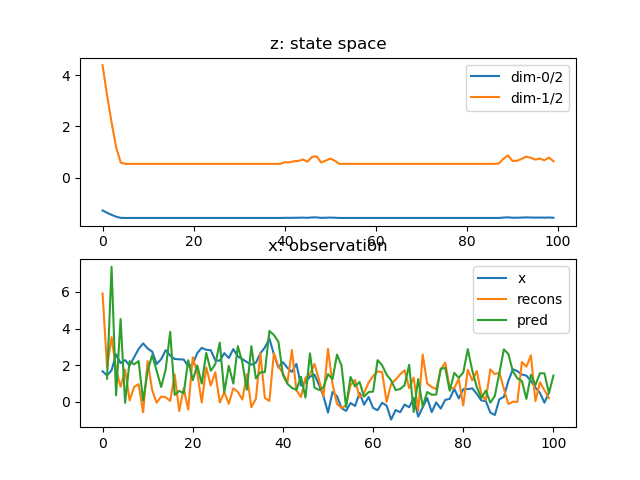 z: state space
4
2
0
dim-0/2
dim-1/2
0 20 40 60 80 100
x: observation
6
4
2
0
x
recons
pred
0 20 40 60 80 100